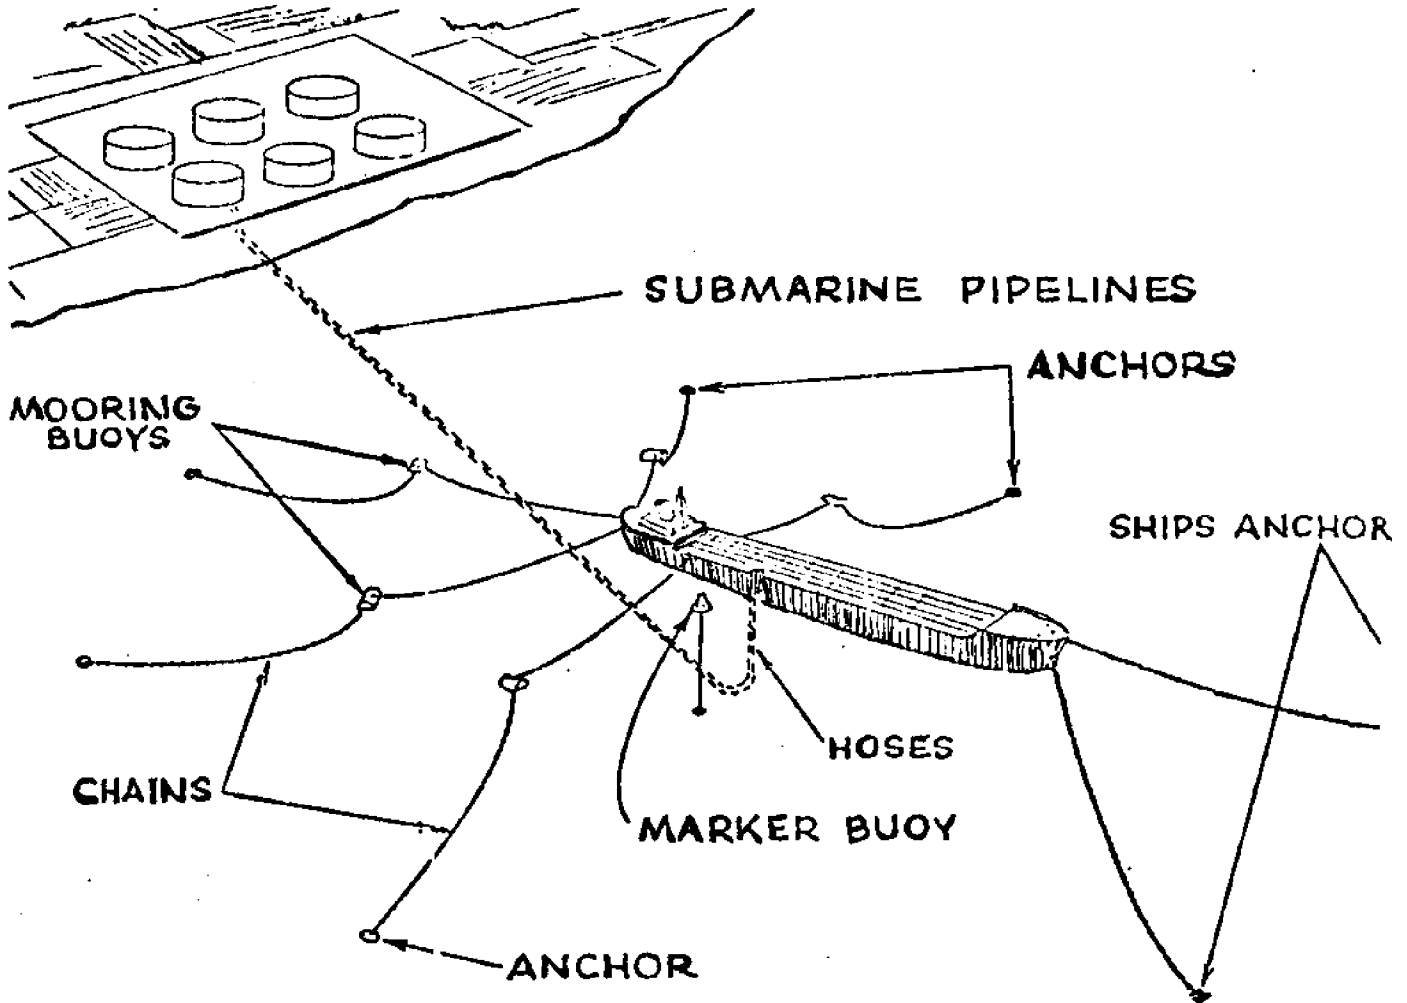 SUBMARINE PIPELINES
ANCHORS
MOORING
BUOYS
SHIPS ANCHOR
HOSES
CHAINS
MARKER BUOY
ANCHOR